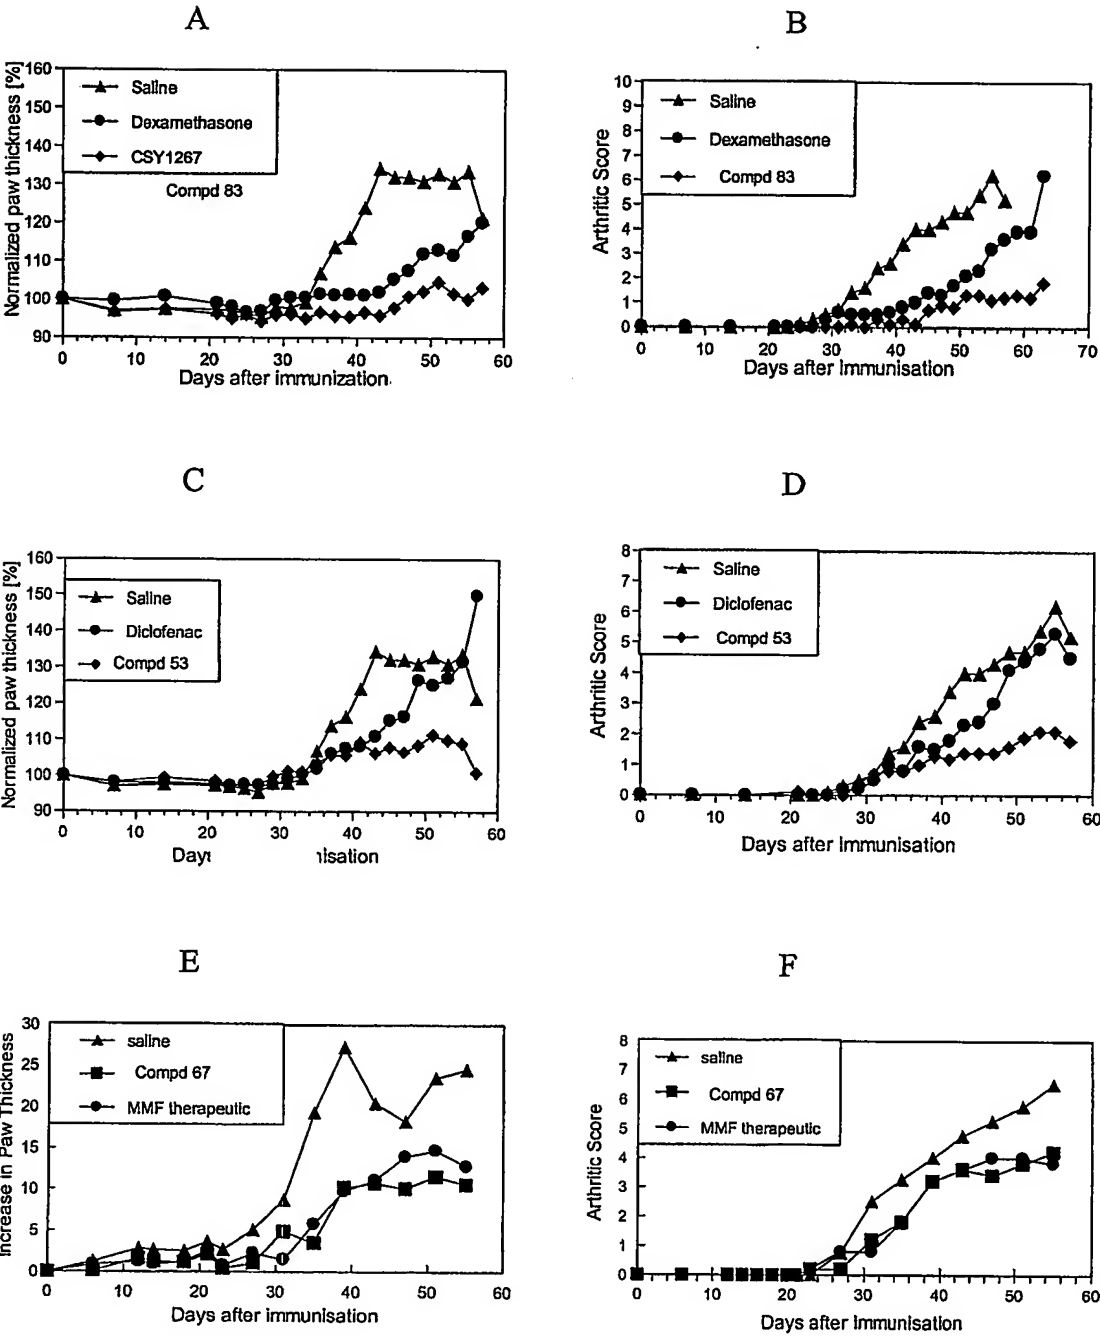 A
Normalized paw thickness [%]
160
150
140
130
120
110
100
90
Saline
Dexamethasone
CSY1267
Compd 83
0 10 20 30 40 50 60
Days after immunization.
B
Arthritic Score
10
9
8
7
6
5
4
3
2
1
0
Saline
Dexamethasone
Compd 83
0 10 20 30 40 50 60 70
Days after Immunisation
C
Normalized paw thickness [%]
160
150
140
130
120
110
100
90
Saline
Diclofenac
Compd 53
0 10 20 30 40 50 60
Days nisation
D
Arthritic Score
8
7
6
5
4
3
2
1
0
Saline
Diclofenac
Compd 53
0 10 20 30 40 50 60
Days after Immunisation
E
Increase in Paw Thickness
30
25
20
15
10
5
0
saline
Compd 67
MMF therapeutic
0 10 20 30 40 50 60
Days after immunisation
F
Arthritic Score
8
7
6
5
4
3
2
1
0
saline
Compd 67
MMF therapeutic
0 10 20 30 40 50 60
Days after Immunisation